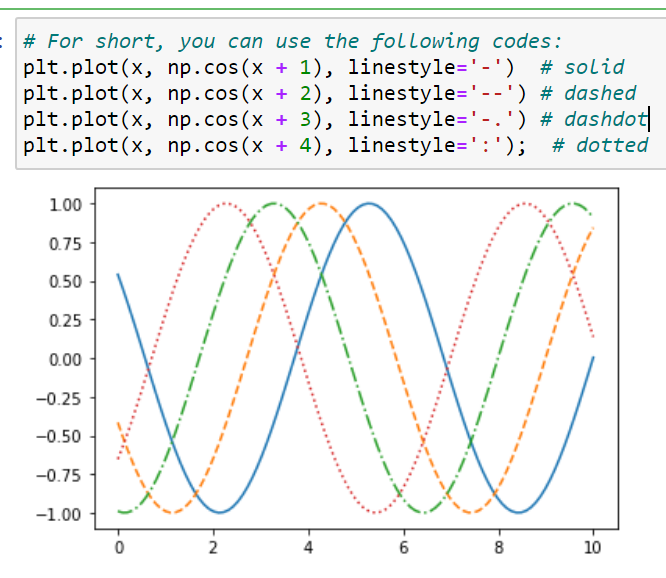 :
# For short, you can use the following codes:
plt.plot(x, np.cos(x + 1), linestyle='-')  # solid
plt.plot(x, np.cos(x + 2), linestyle='--') # dashed
plt.plot(x, np.cos(x + 3), linestyle='-.') # dashdot
plt.plot(x, np.cos(x + 4), linestyle=':');  # dotted
1.00
0.75
0.50
0.25
0.00
−0.25
−0.50
−0.75
−1.00
0 2 4 6 8 10